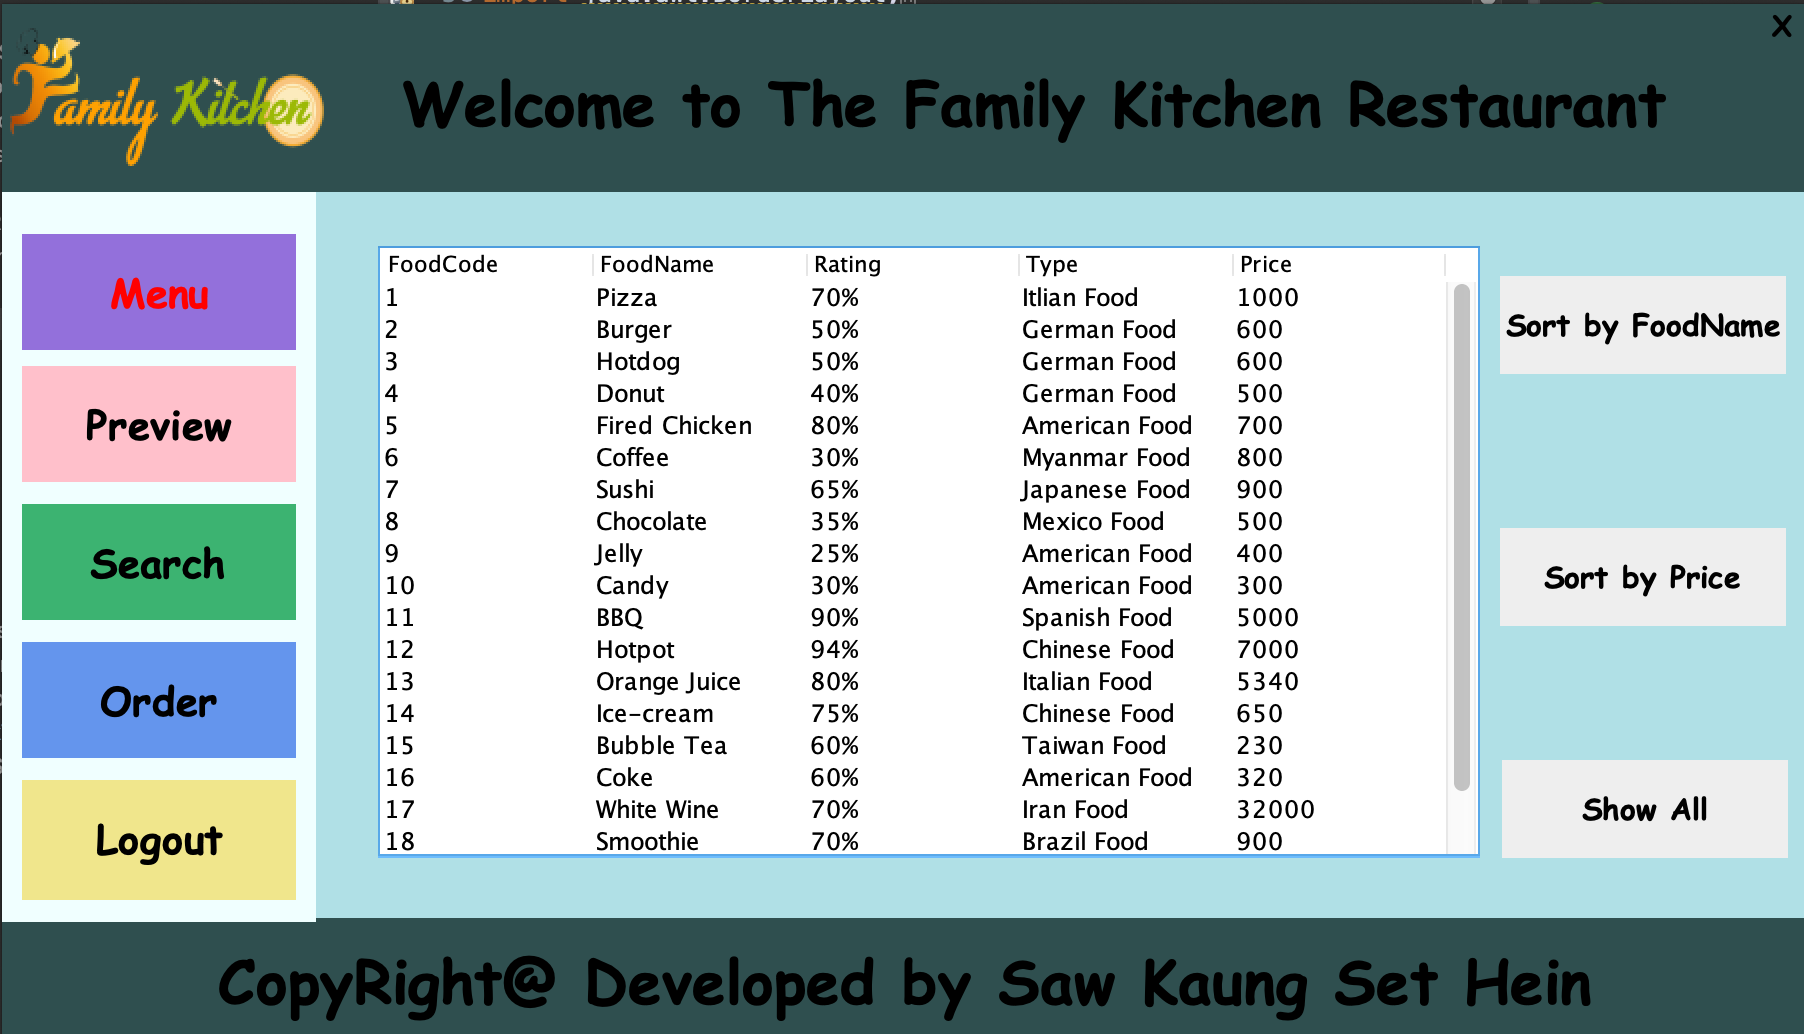 X
Family Kitchen
Welcome to The Family Kitchen Restaurant
Menu
Preview
Search
Order
Logout
FoodCode FoodName Rating Type Price
1 Pizza 70% Itlian Food 1000
2 Burger 50% German Food 600
3 Hotdog 50% German Food 600
4 Donut 40% German Food 500
5 Fired Chicken 80% American Food 700
6 Coffee 30% Myanmar Food 800
7 Sushi 65% Japanese Food 900
8 Chocolate 35% Mexico Food 500
9 Jelly 25% American Food 400
10 Candy 30% American Food 300
11 BBQ 90% Spanish Food 5000
12 Hotpot 94% Chinese Food 7000
13 Orange Juice 80% Italian Food 5340
14 Ice-cream 75% Chinese Food 650
15 Bubble Tea 60% Taiwan Food 230
16 Coke 60% American Food 320
17 White Wine 70% Iran Food 32000
18 Smoothie 70% Brazil Food 900
Sort by FoodName
Sort by Price
Show All
CopyRight@ Developed by Saw Kaung Set Hein